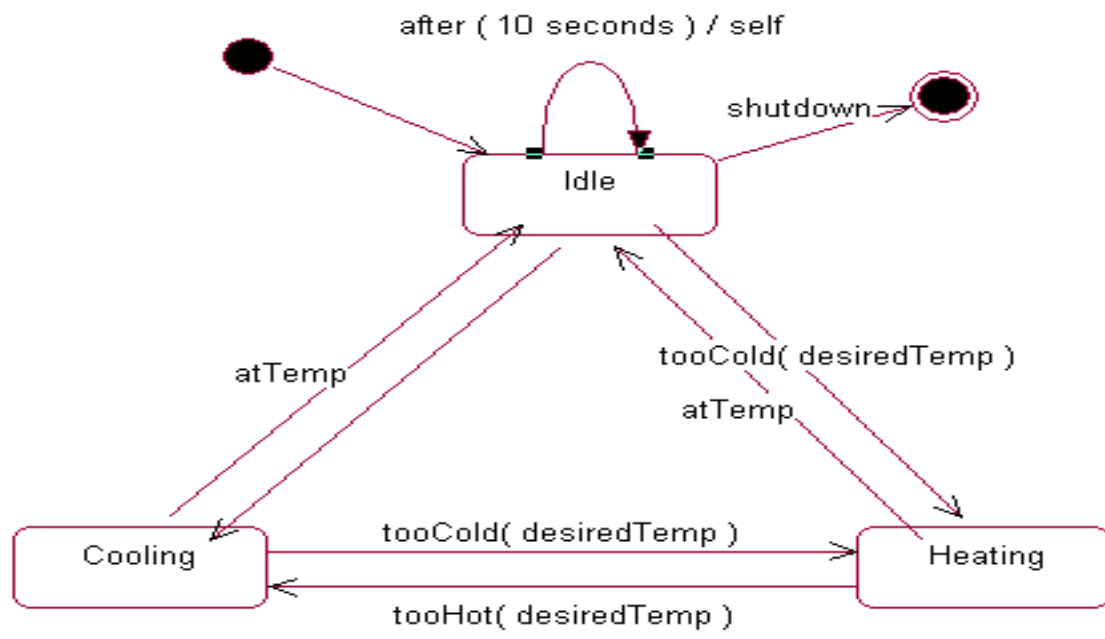 after ( 10 seconds ) / self
shutdown
Idle
tooCold( desiredTemp )
atTemp
atTemp
Cooling
tooCold( desiredTemp )
Heating
tooHot( desiredTemp )